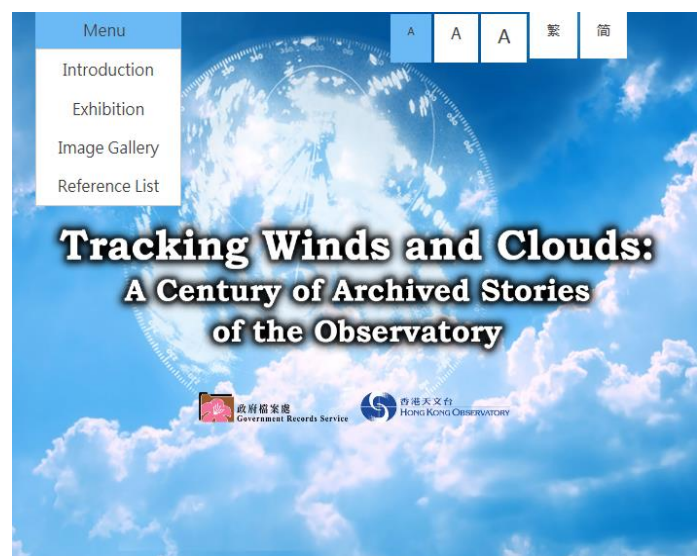 Menu
A A A 繁 简
Introduction
Exhibition
Image Gallery
Reference List
Tracking Winds and Clouds:
A Century of Archived Stories
of the Observatory
政府檔案處
Government Records Service
香港天文台
HONG KONG OBSERVATORY